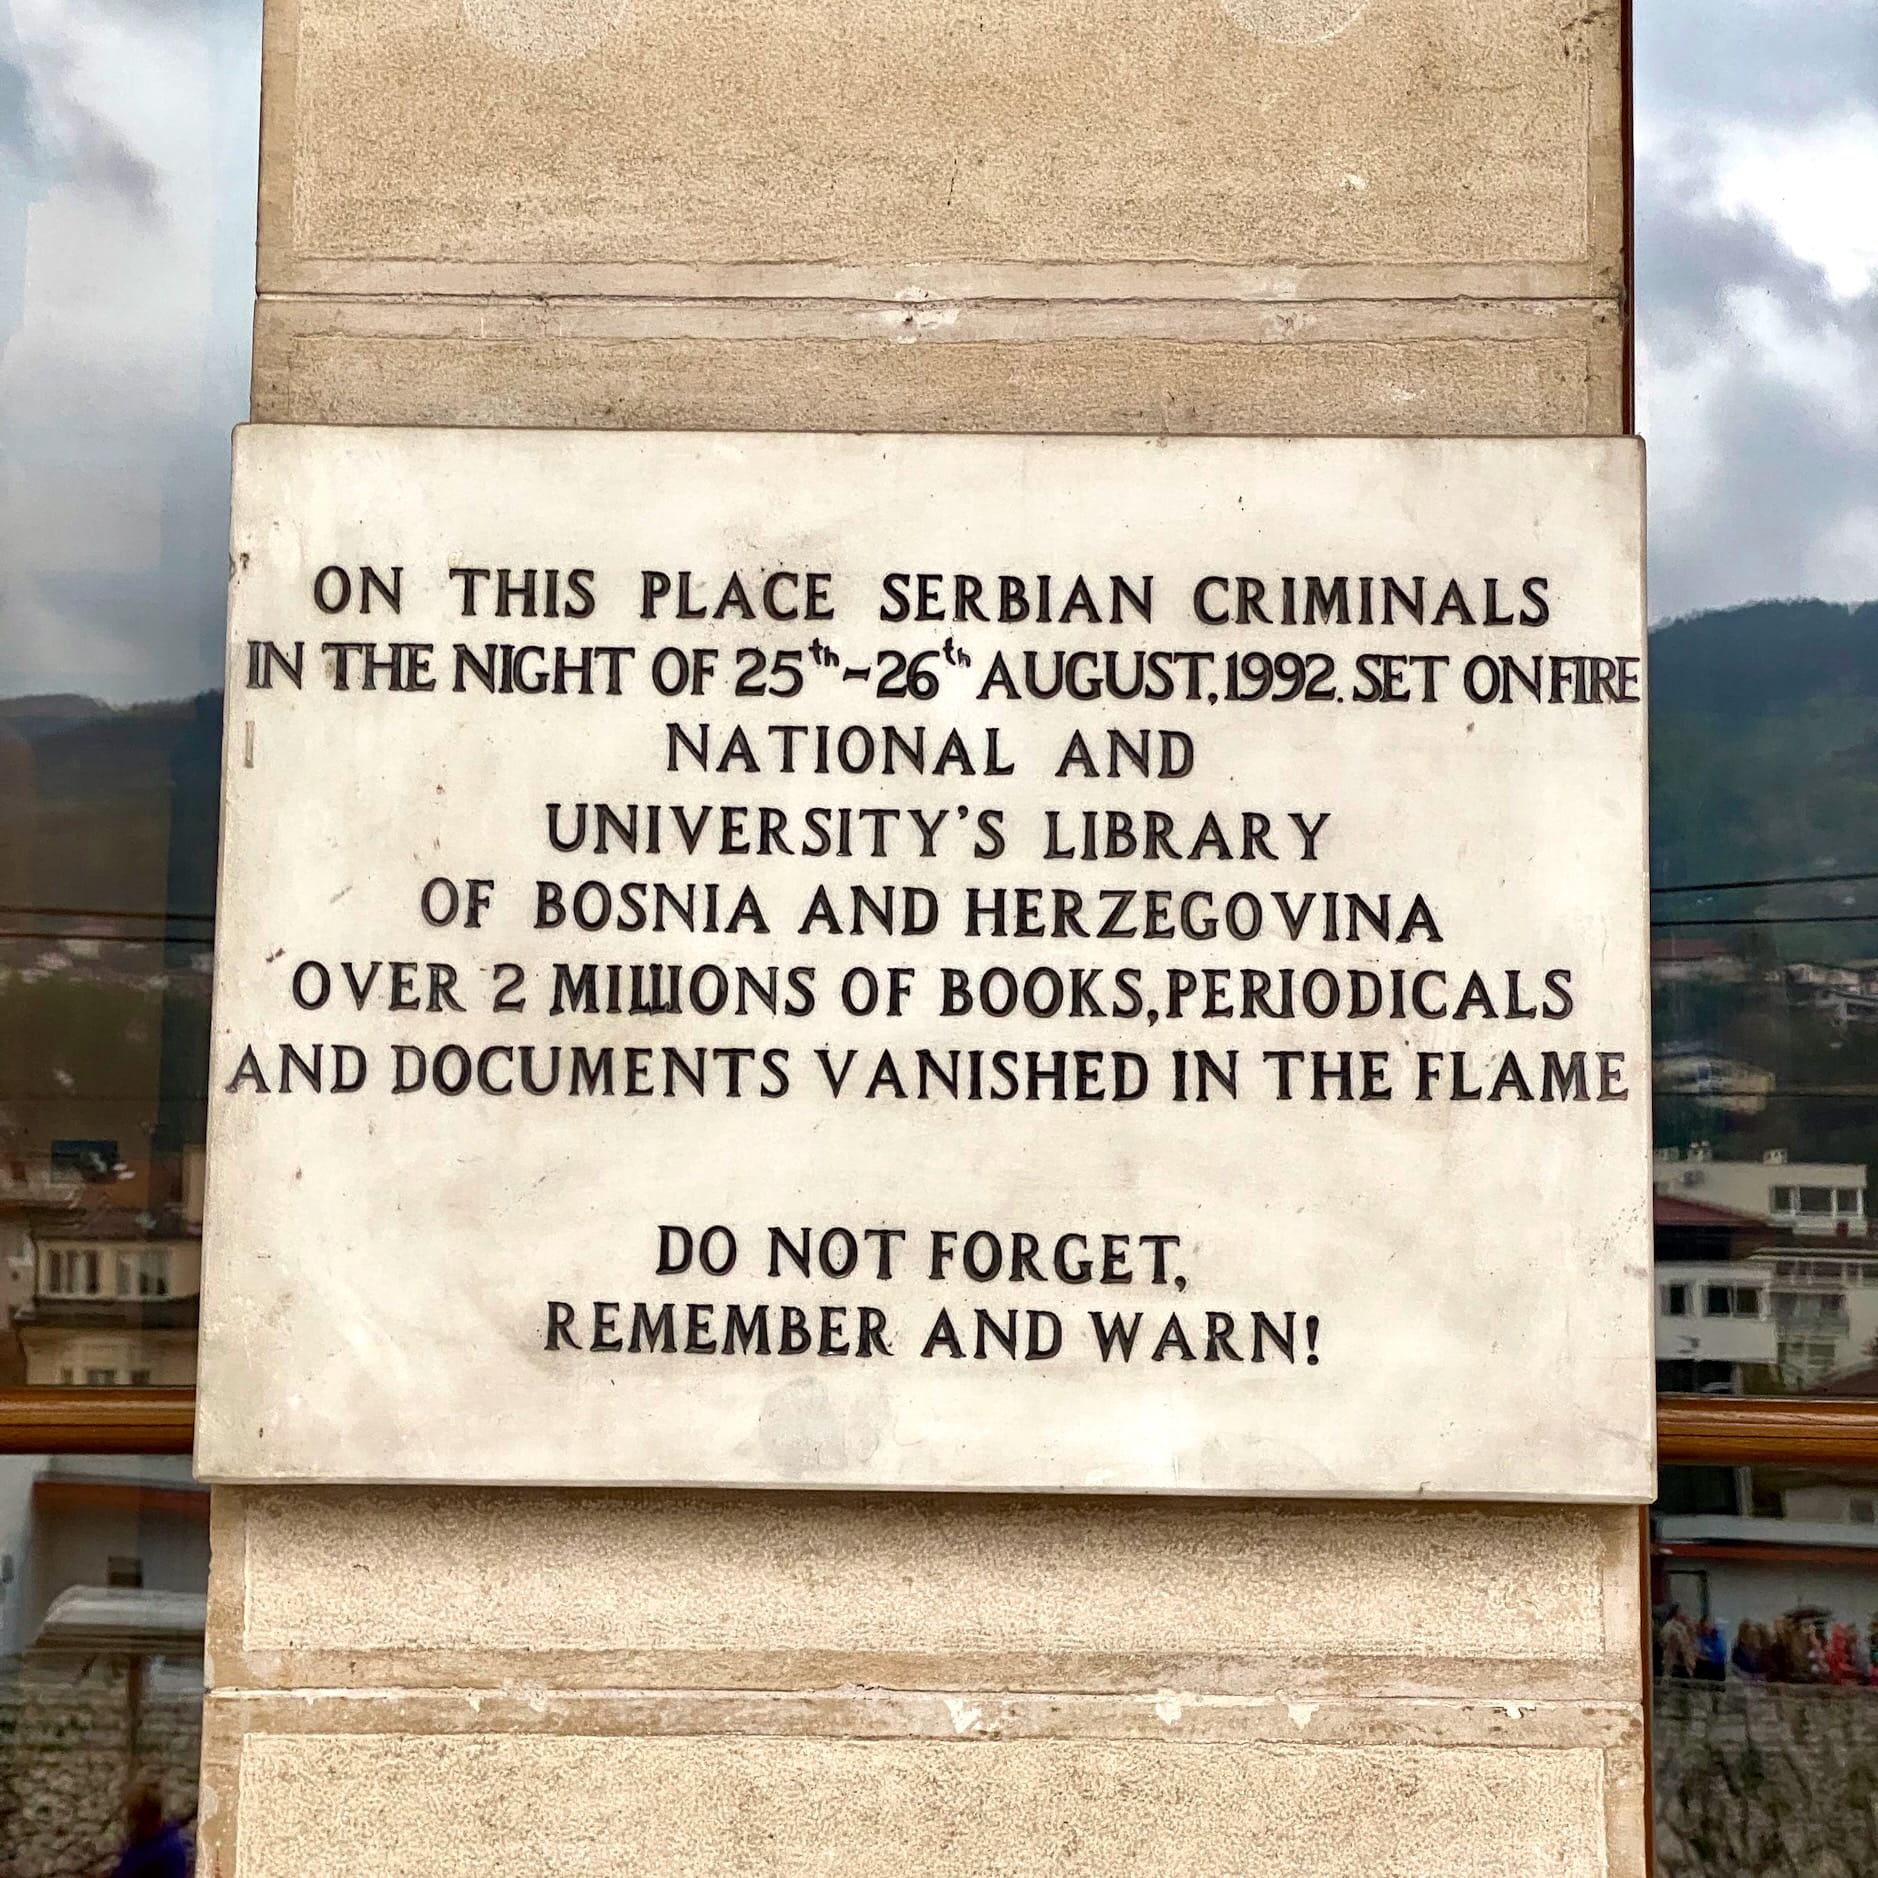 ON THIS PLACE SERBIAN CRIMINALS
IN THE NIGHT OF 25th-26th AUGUST,1992. SET ON FIRE
NATIONAL AND
UNIVERSITY'S LIBRARY
OF BOSNIA AND HERZEGOVINA
OVER 2 MILLIONS OF BOOKS,PERIODICALS
AND DOCUMENTS VANISHED IN THE FLAME
DO NOT FORGET,
REMEMBER AND WARN!